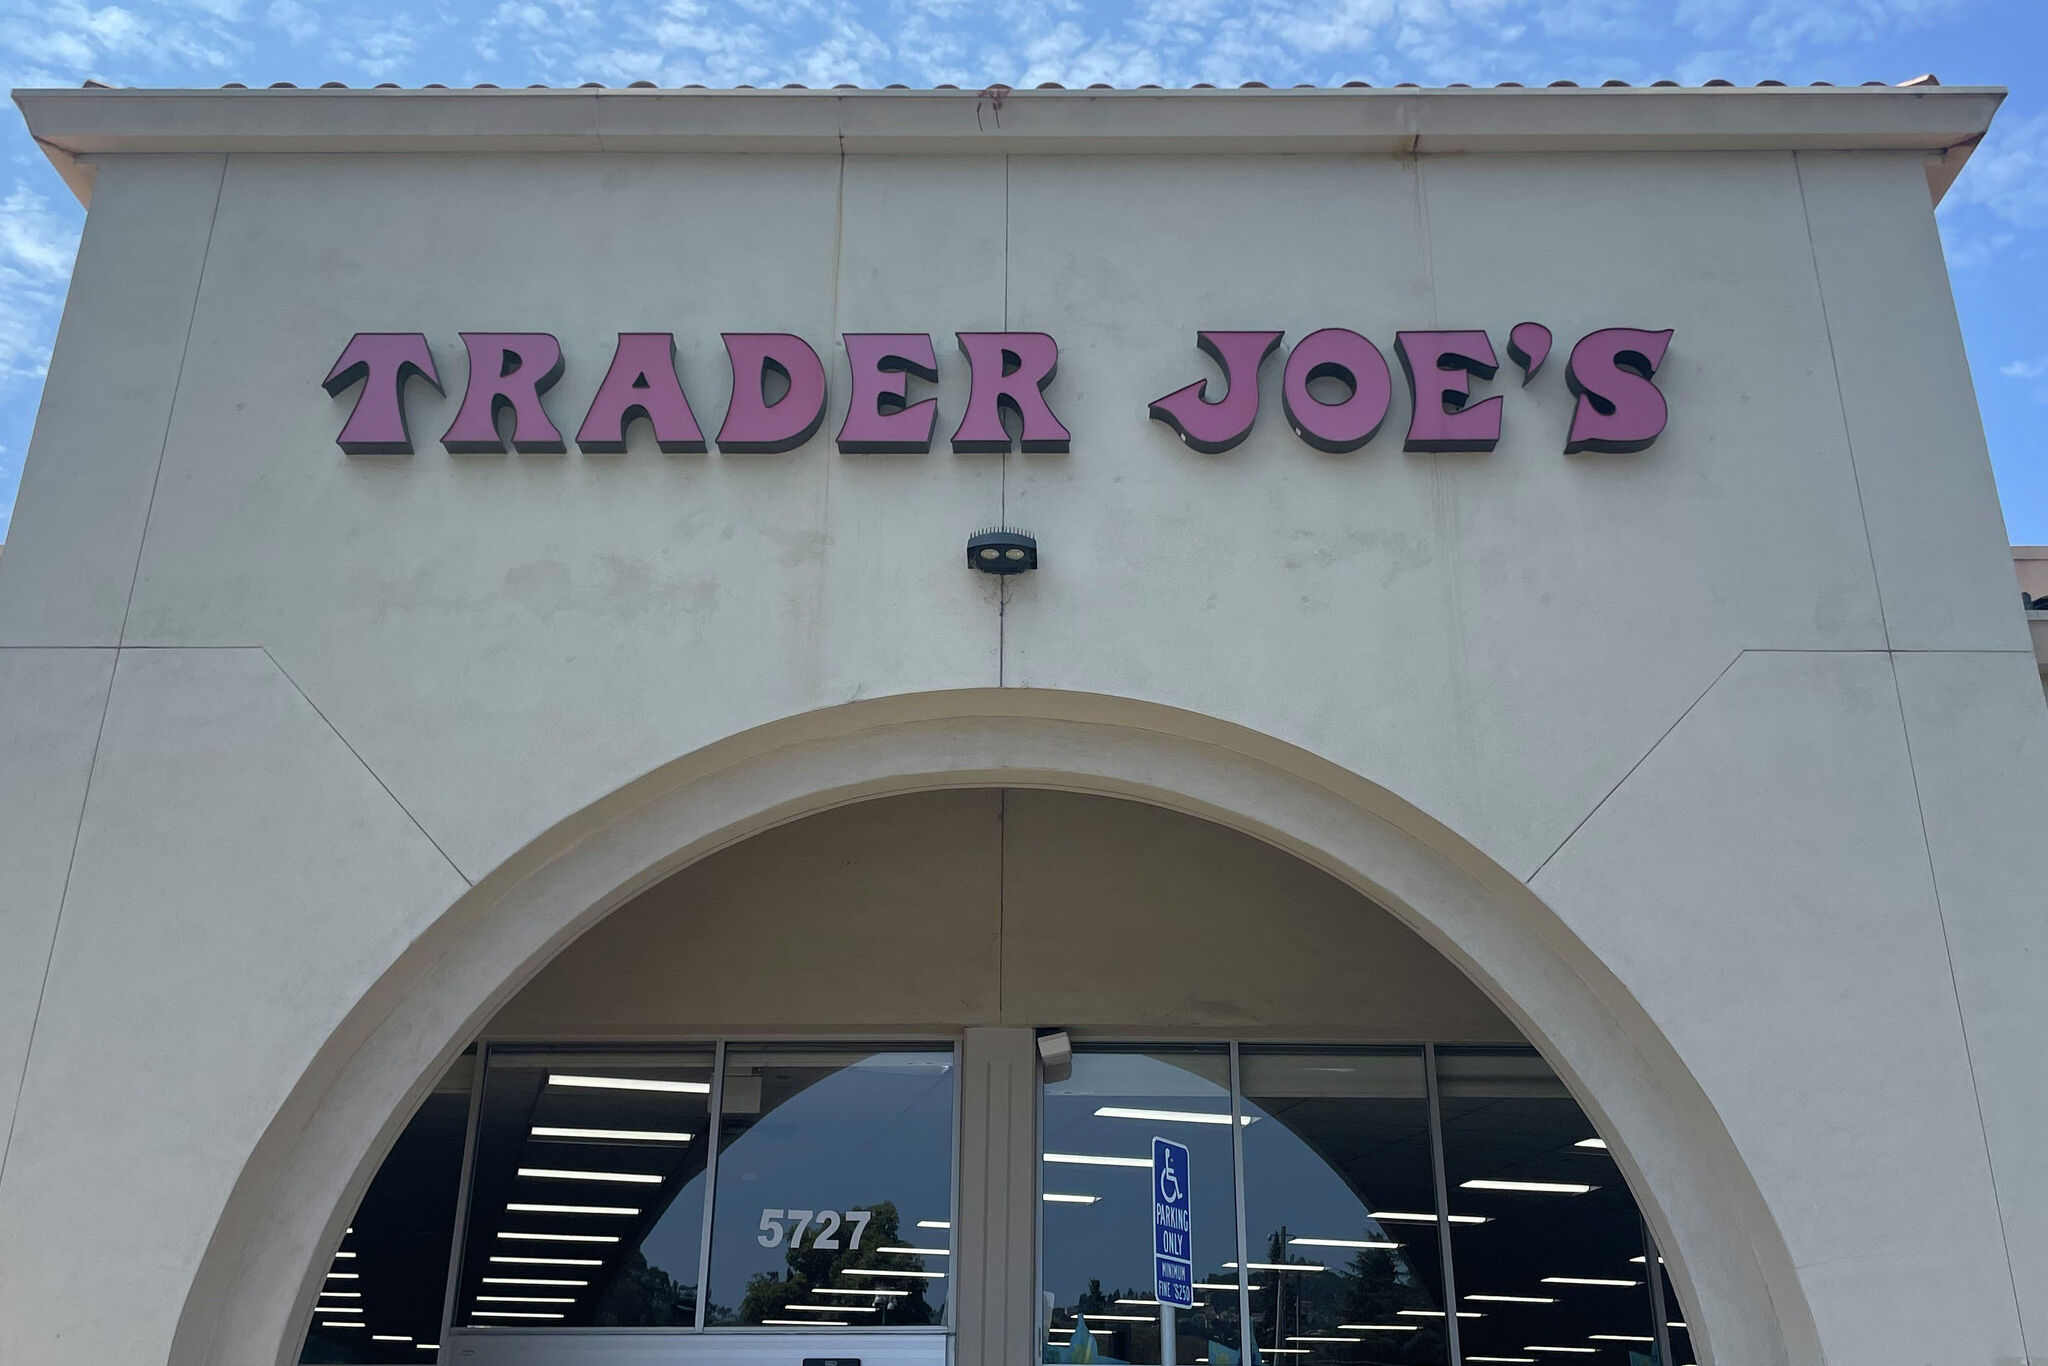 TRADER JOE'S
5727
PARKING
ONLY
MINIMUM
FINE $250